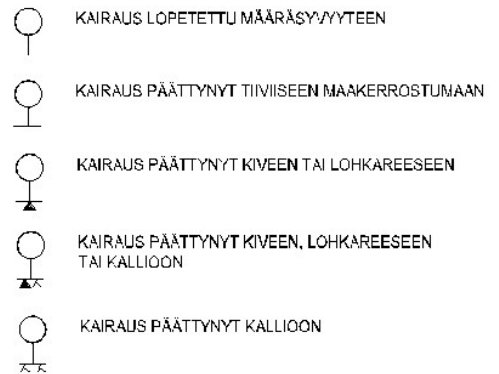 KAIRAUS LOPETETTU MÄÄRÄSYVYYTEEN
KAIRAUS PÄÄTTYNYT TIIVIISEEN MAAKERROSTUMAAN
KAIRAUS PÄÄTTYNYT KIVEEN TAI LOHKAREESEEN
KAIRAUS PÄÄTTYNYT KIVEEN, LOHKAREESEEN
TAI KALLIOON
KAIRAUS PÄÄTTYNYT KALLIOON